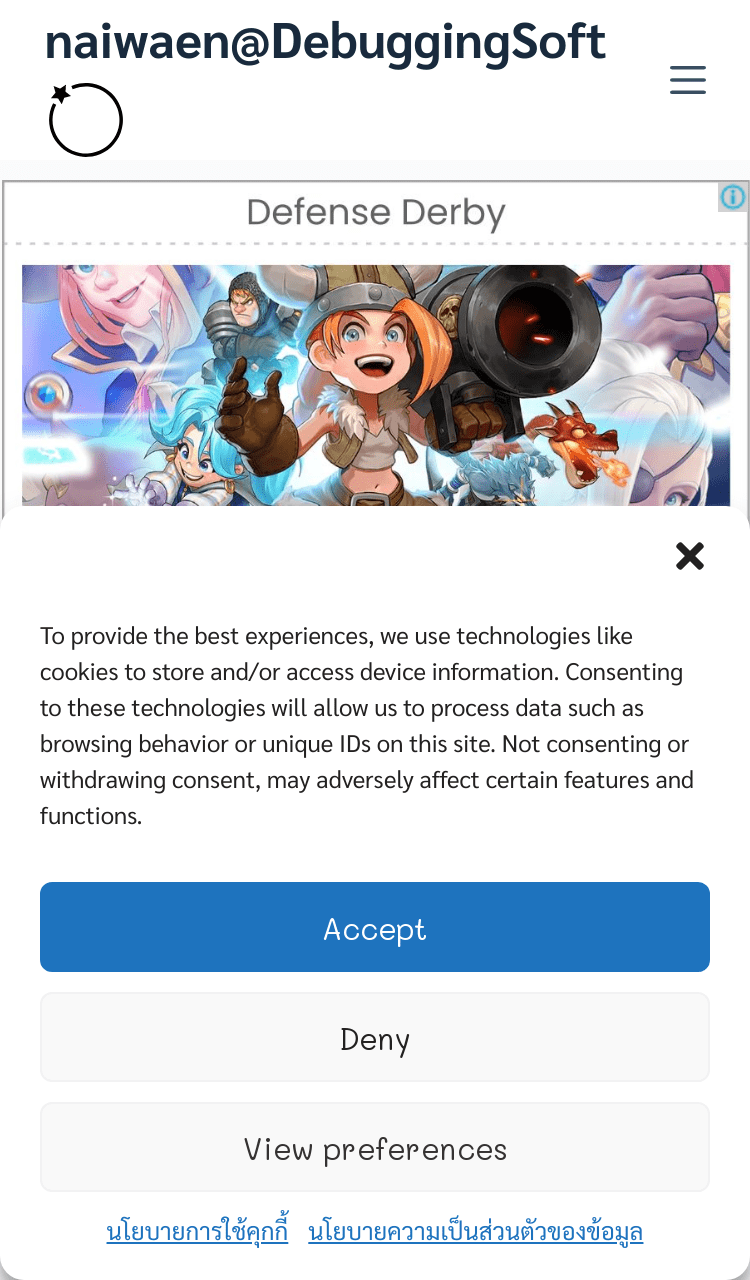 naiwaen@DebuggingSoft
Defense Derby
To provide the best experiences, we use technologies like
cookies to store and/or access device information. Consenting
to these technologies will allow us to process data such as
browsing behavior or unique IDs on this site. Not consenting or
withdrawing consent, may adversely affect certain features and
functions.
Accept
Deny
View preferences
นโยบายการใช้คุกกี้ นโยบายความเป็นส่วนตัวของข้อมูล